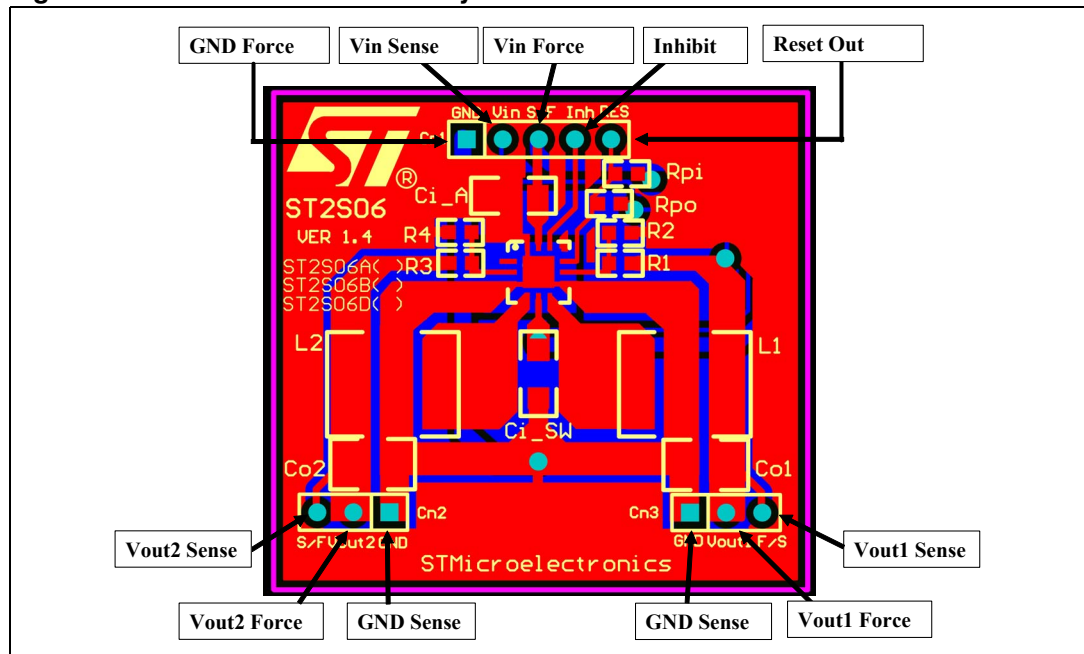 GND Force
Vin Sense
Vin Force
Inhibit
Reset Out
GND Vin S/F Inh RES
Cn1
ST
®
Ci_A
Rpi
Rpo
ST2S06
VER 1.4
R4
R2
ST2S06A( )
R3
R1
ST2S06B( )
ST2S06D( )
L2
L1
Ci_SW
Co2
Co1
Cn2
Cn3
S/F Vout2 GND
GND Vout1 F/S
STMicroelectronics
Vout2 Sense
Vout1 Sense
Vout2 Force
GND Sense
GND Sense
Vout1 Force